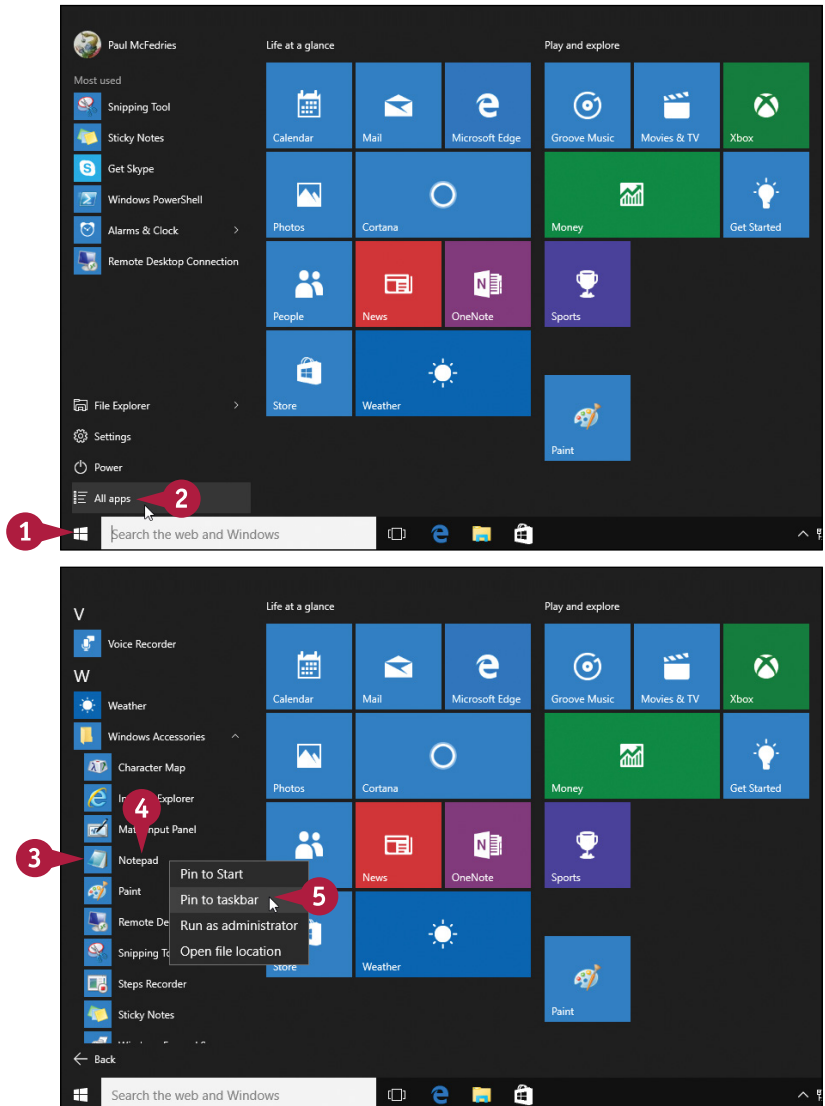 Paul McFedries
Life at a glance
Play and explore
Most used
Snipping Tool
Sticky Notes
Get Skype
Windows PowerShell
Alarms & Clock
Remote Desktop Connection
Calendar
Mail
Microsoft Edge
Groove Music
Movies & TV
Xbox
Photos
Cortana
Money
Get Started
People
News
OneNote
Sports
Store
Weather
Paint
File Explorer
Settings
Power
All apps
2
1
Search the web and Windows
Life at a glance
Play and explore
V
Voice Recorder
W
Weather
Windows Accessories
Character Map
Explorer
4
Input Panel
3
Notepad
Paint
Remote
Snipping
Steps Recorder
Sticky Notes
Back
Pin to Start
Pin to taskbar
5
Run as administrator
Open file location
Calendar
Mail
Microsoft Edge
Groove Music
Movies & TV
Xbox
Photos
Cortana
Money
Get Started
News
OneNote
Sports
Store
Weather
Paint
Search the web and Windows